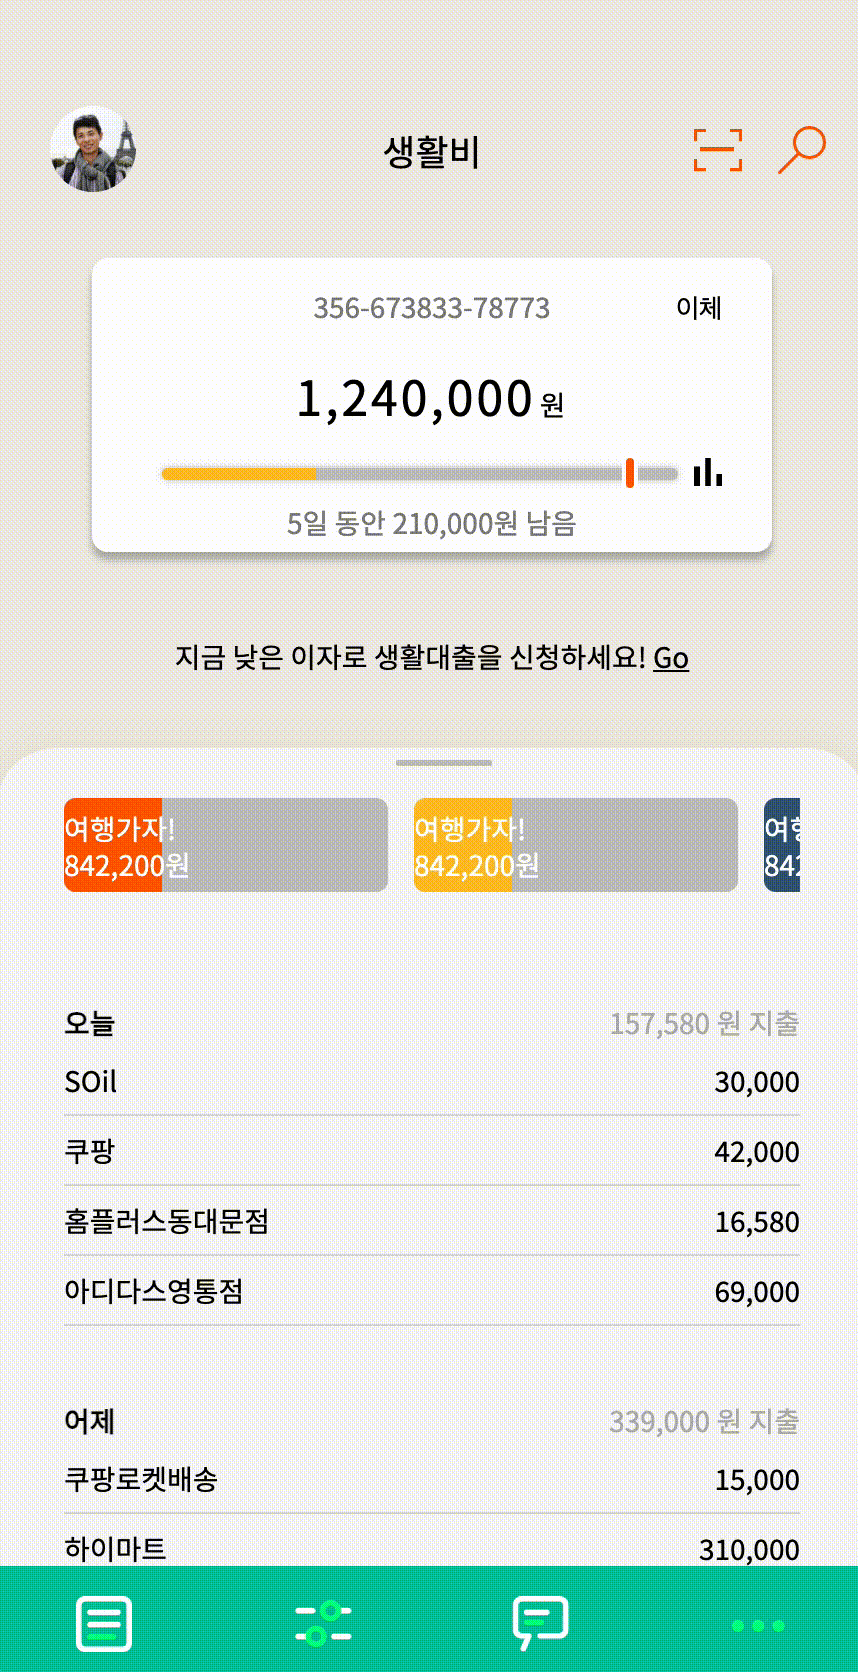 생활비
356-673833-78773 이체
1,240,000 원
5일 동안 210,000원 남음
지금 낮은 이자로 생활대출을 신청하세요! Go
여행가자! 여행가자!
842,200원 842,200원 842
오늘 157,580 원 지출
SOil 30,000
쿠팡 42,000
홈플러스동대문점 16,580
아디다스영통점 69,000
어제 339,000 원 지출
쿠팡로켓배송 15,000
하이마트 310,000